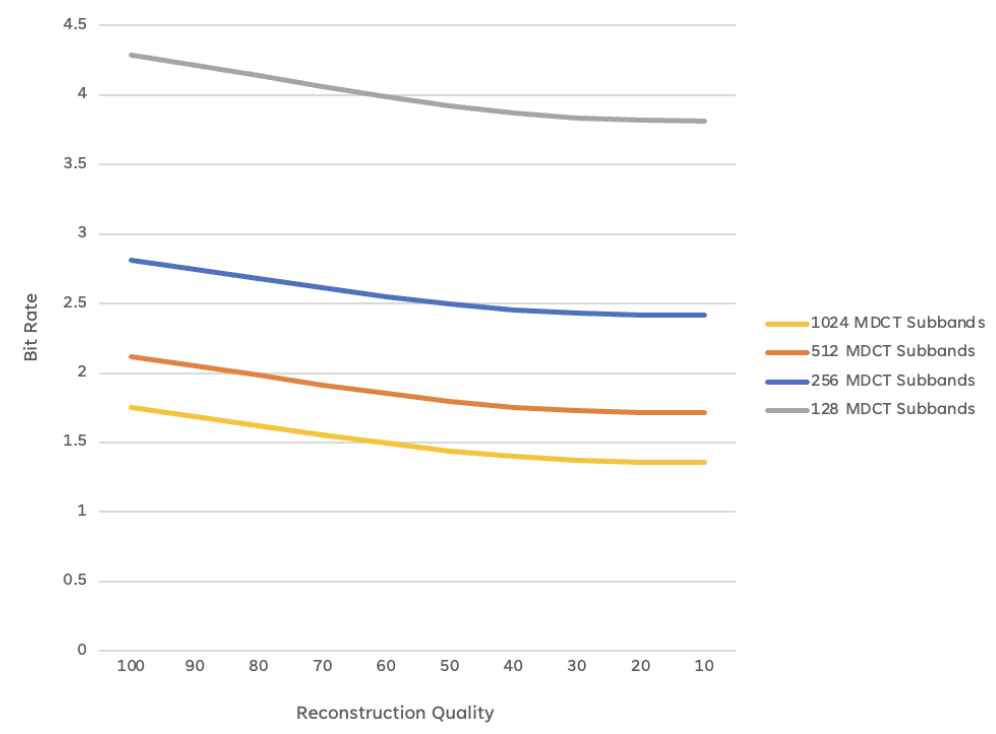 4.5
4
3.5
3
2.5
2
1.5
1
0.5
0
Bit Rate
100 90 80 70 60 50 40 30 20 10
Reconstruction Quality
1024 MDCT Subbands
512 MDCT Subbands
256 MDCT Subbands
128 MDCT Subbands